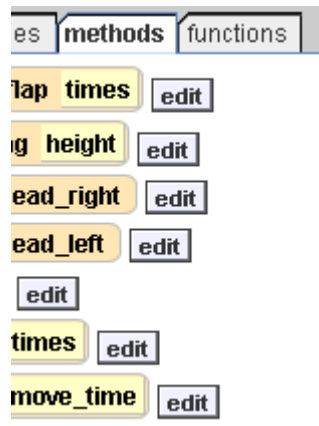 es methods functions
flap times edit
g height edit
ead_right edit
ead_left edit
edit
times edit
move_time edit